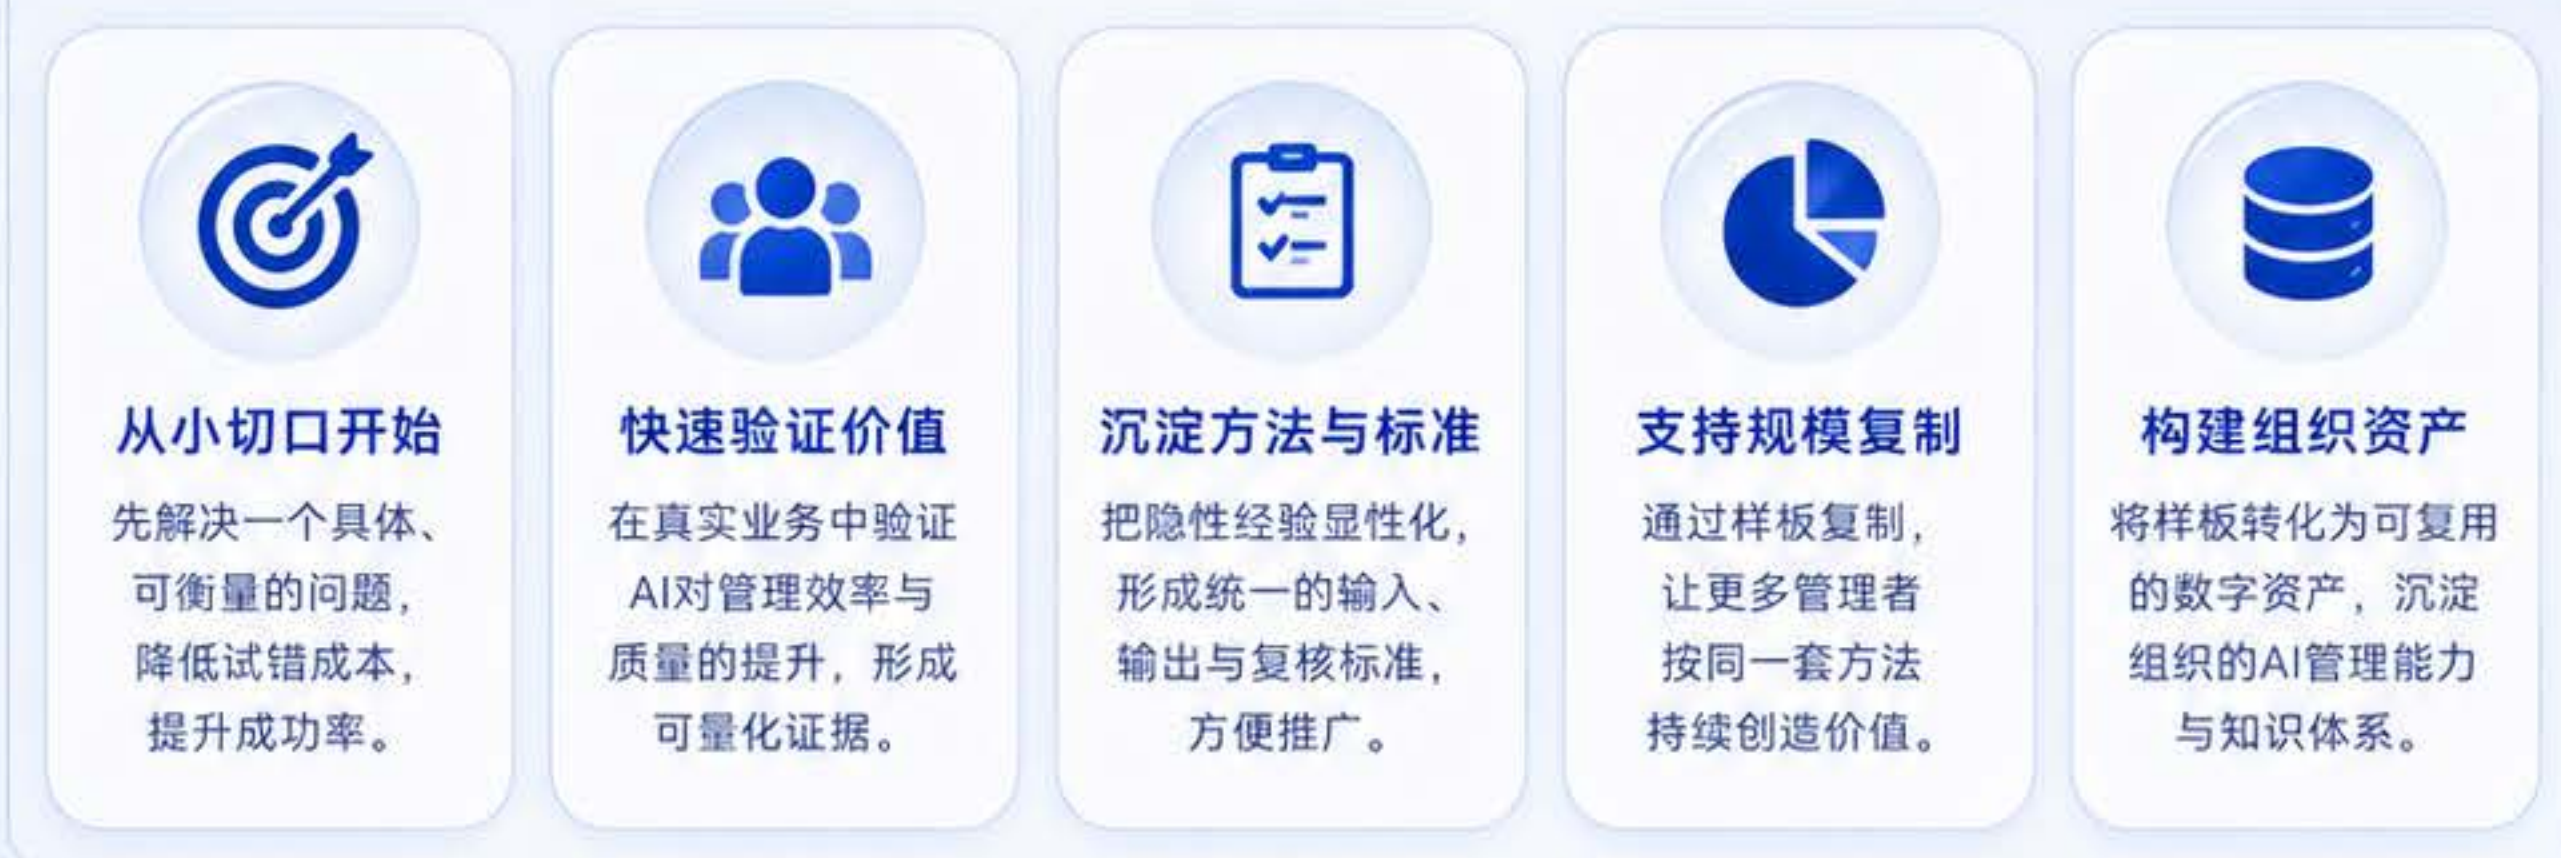 从小切口开始
先解决一个具体、
可衡量的问题，
降低试错成本，
提升成功率。
快速验证价值
在真实业务中验证
AI对管理效率与
质量的提升，形成
可量化证据。
沉淀方法与标准
把隐性经验显性化，
形成统一的输入、
输出与复核标准，
方便推广。
支持规模复制
通过样板复制，
让更多管理者
按同一套方法
持续创造价值。
构建组织资产
将样板转化为可复用
的数字资产，沉淀
组织的AI管理能力
与知识体系。